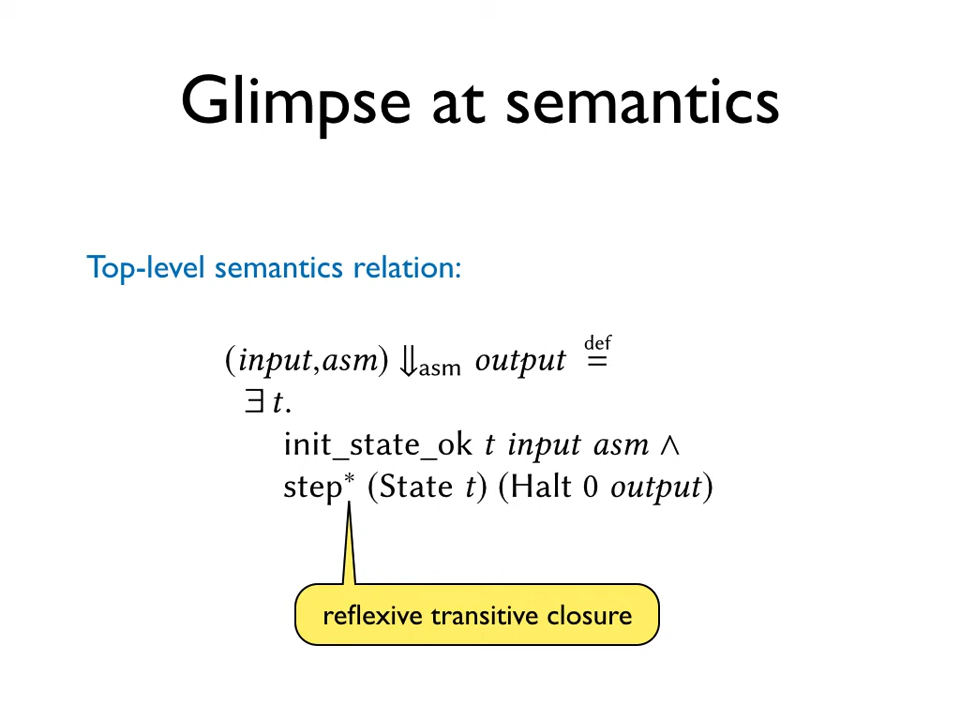 Glimpse at semantics
Top-level semantics relation:
(input,asm) ⇓asm output def =
∃ t.
init_state_ok t input asm ∧
step* (State t) (Halt 0 output)
reflexive transitive closure